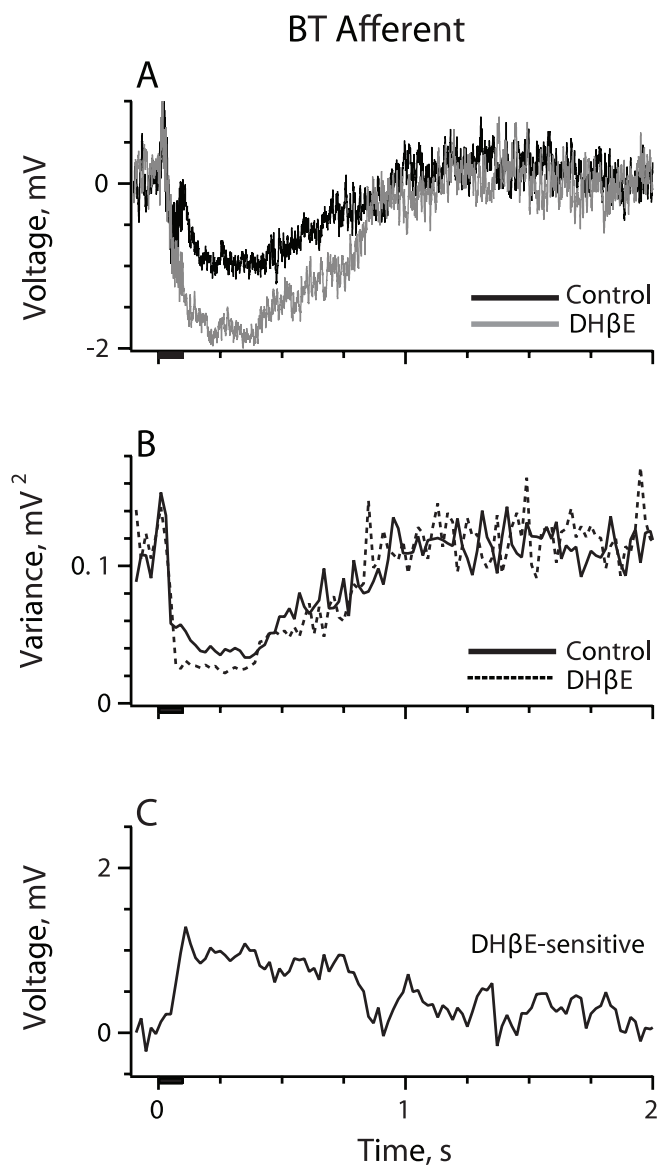 BT Afferent
A
Voltage, mV
0
-2
Control
DHβE
B
Variance, mV²
0.1
0
Control
DHβE
C
Voltage, mV
2
0
DHβE-sensitive
0
1
2
Time, s